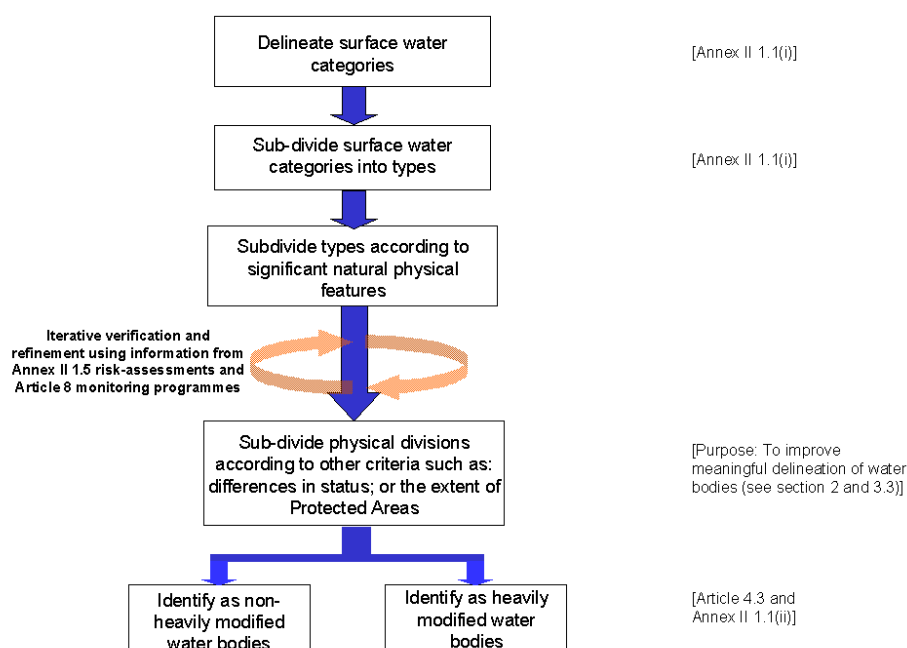 Delineate surface water
categories
[Annex II 1.1(i)]
Sub-divide surface water
categories into types
[Annex II 1.1(i)]
Subdivide types according to
significant natural physical
features
Iterative verification and
refinement using information from
Annex II 1.5 risk-assessments and
Article 8 monitoring programmes
Sub-divide physical divisions
according to other criteria such as:
differences in status; or the extent of
Protected Areas
[Purpose: To improve
meaningful delineation of water
bodies (see section 2 and 3.3)]
Identify as non-
heavily modified
water bodies
Identify as heavily
modified water
bodies
[Article 4.3 and
Annex II 1.1(ii)]